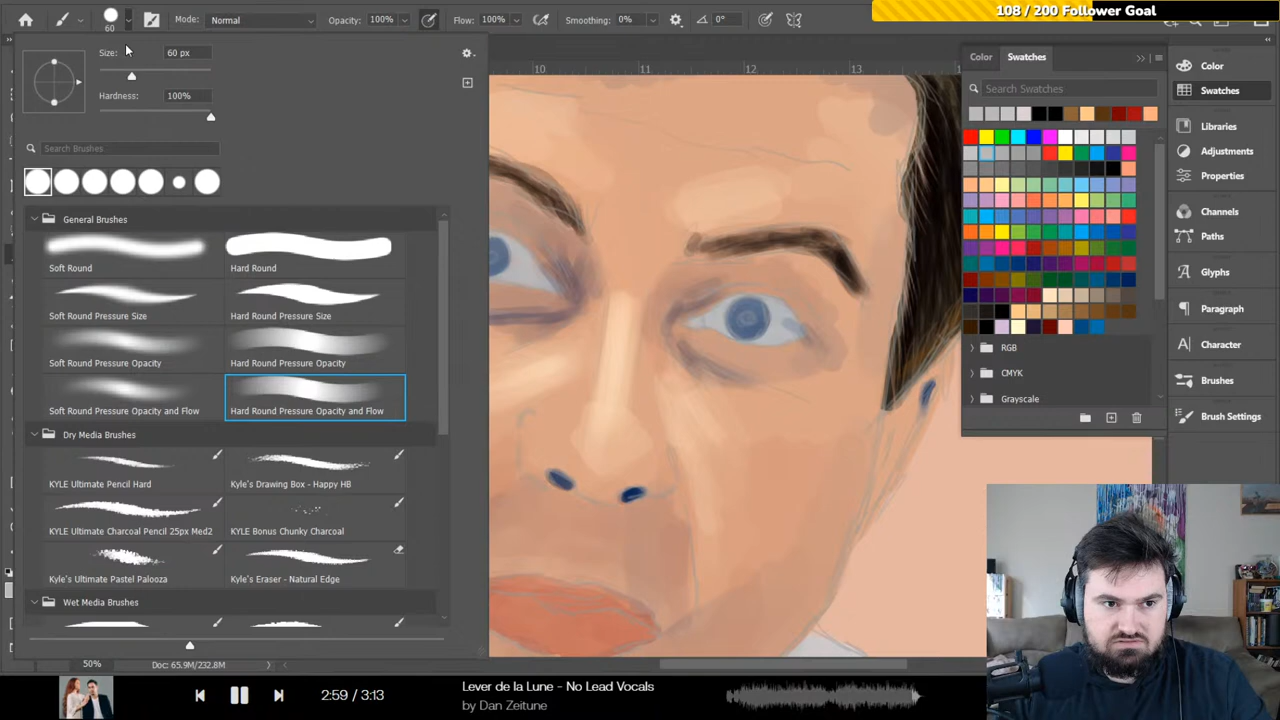 60
Mode: Normal
Opacity: 100%
Flow: 100%
Smoothing: 0%
0°
108 / 200 Follower Goal
Size: 60 px
Hardness: 100%
Search Brushes
General Brushes
Soft Round
Hard Round
Soft Round Pressure Size
Hard Round Pressure Size
Soft Round Pressure Opacity
Hard Round Pressure Opacity
Soft Round Pressure Opacity and Flow
Hard Round Pressure Opacity and Flow
Dry Media Brushes
KYLE Ultimate Pencil Hard
Kyle's Drawing Box - Happy HB
KYLE Ultimate Charcoal Pencil 25px Med2
KYLE Bonus Chunky Charcoal
Kyle's Ultimate Pastel Palooza
Kyle's Eraser - Natural Edge
Wet Media Brushes
10 11 12 13
Color Swatches
Search Swatches
RGB
CMYK
Grayscale
Color
Swatches
Libraries
Adjustments
Properties
Channels
Paths
Glyphs
Paragraph
Character
Brushes
Brush Settings
50% Doc: 65.9M/232.8M
2:59 / 3:13
Lever de la Lune - No Lead Vocals
by Dan Zeitune